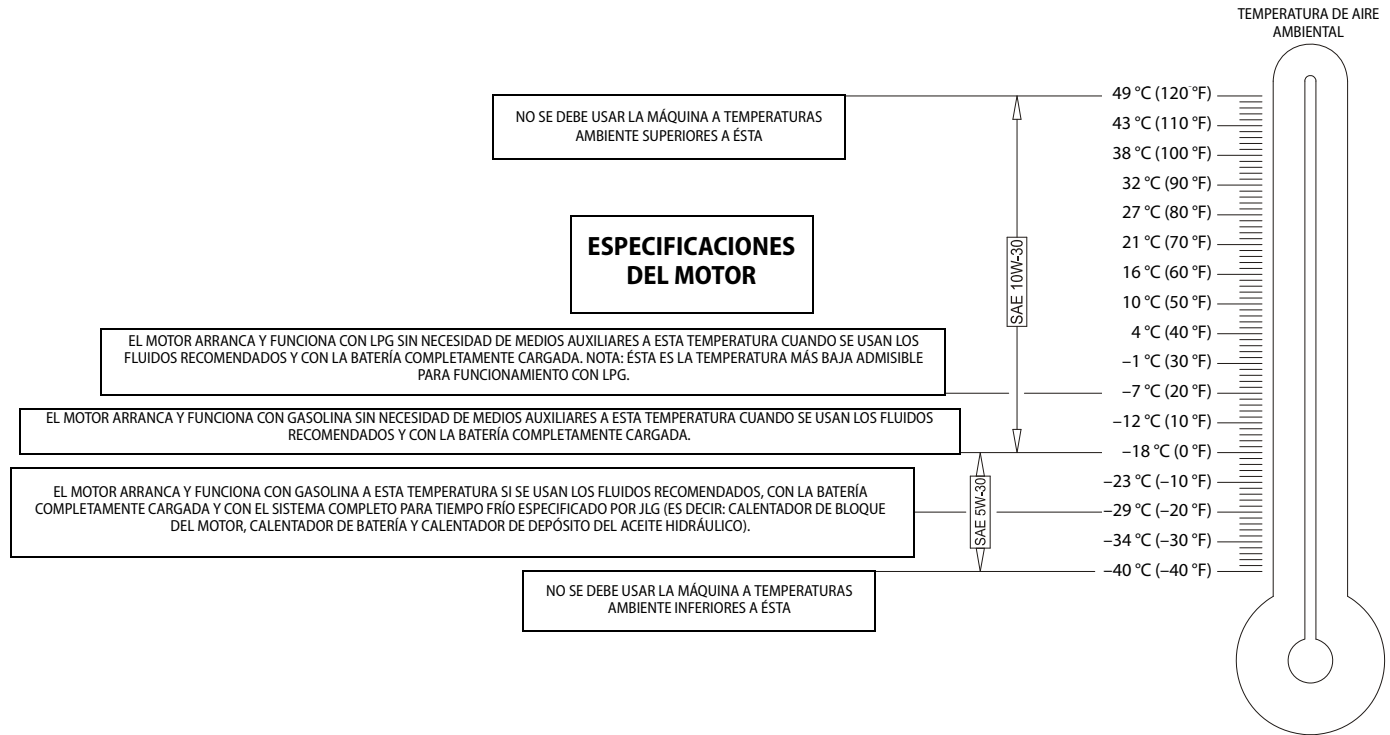 TEMPERATURA DE AIRE
AMBIENTAL
NO SE DEBE USAR LA MÁQUINA A TEMPERATURAS
AMBIENTE SUPERIORES A ÉSTA
ESPECIFICACIONES
DEL MOTOR
EL MOTOR ARRANCA Y FUNCIONA CON LPG SIN NECESIDAD DE MEDIOS AUXILIARES A ESTA TEMPERATURA CUANDO SE USAN LOS
FLUIDOS RECOMENDADOS Y CON LA BATERÍA COMPLETAMENTE CARGADA. NOTA: ÉSTA ES LA TEMPERATURA MÁS BAJA ADMISIBLE
PARA FUNCIONAMIENTO CON LPG.
EL MOTOR ARRANCA Y FUNCIONA CON GASOLINA SIN NECESIDAD DE MEDIOS AUXILIARES A ESTA TEMPERATURA CUANDO SE USAN LOS FLUIDOS
RECOMENDADOS Y CON LA BATERÍA COMPLETAMENTE CARGADA.
EL MOTOR ARRANCA Y FUNCIONA CON GASOLINA A ESTA TEMPERATURA SI SE USAN LOS FLUIDOS RECOMENDADOS, CON LA BATERÍA
COMPLETAMENTE CARGADA Y CON EL SISTEMA COMPLETO PARA TIEMPO FRÍO ESPECIFICADO POR JLG (ES DECIR: CALENTADOR DE BLOQUE
DEL MOTOR, CALENTADOR DE BATERÍA Y CALENTADOR DE DEPÓSITO DEL ACEITE HIDRÁULICO).
NO SE DEBE USAR LA MÁQUINA A TEMPERATURAS
AMBIENTE INFERIORES A ÉSTA
SAE 10W-30
SAE 5W-30
49 °C (120 °F)
43 °C (110 °F)
38 °C (100 °F)
32 °C (90 °F)
27 °C (80 °F)
21 °C (70 °F)
16 °C (60 °F)
10 °C (50 °F)
4 °C (40 °F)
–1 °C (30 °F)
–7 °C (20 °F)
–12 °C (10 °F)
–18 °C (0 °F)
–23 °C (–10 °F)
–29 °C (–20 °F)
–34 °C (–30 °F)
–40 °C (–40 °F)